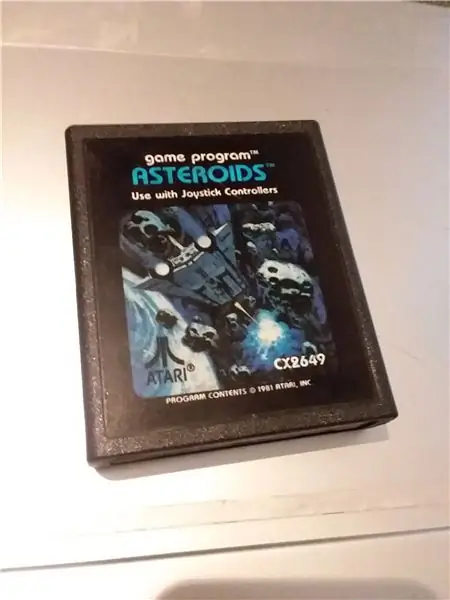 game program™
ASTEROIDS™
Use with Joystick Controllers
ATARI®
CX2649
PROGRAM CONTENTS © 1981 ATARI, INC.